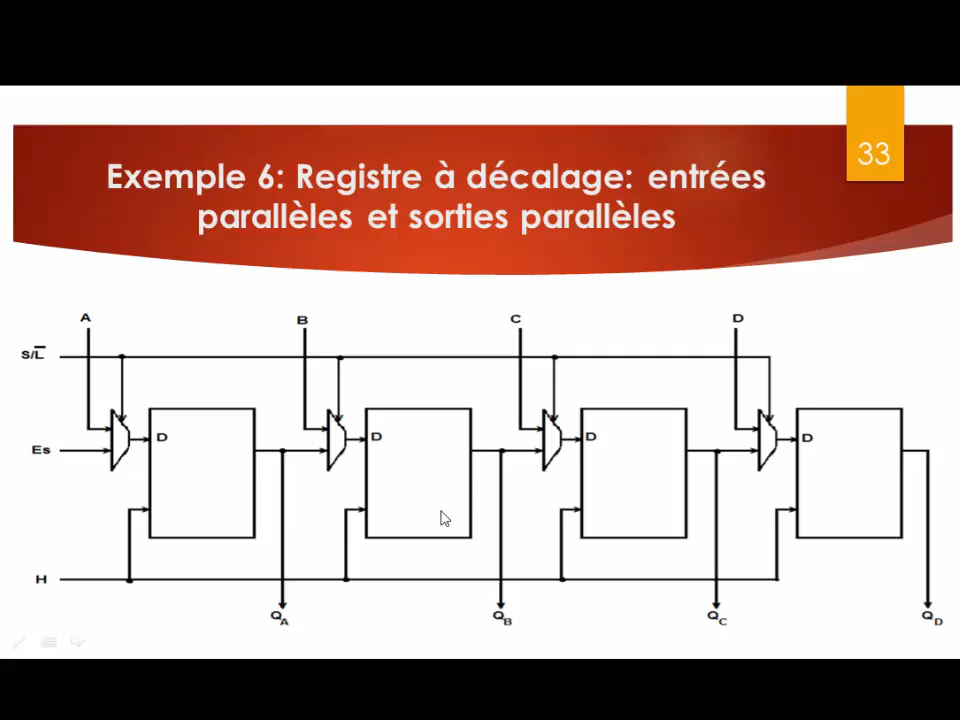 33
Exemple 6: Registre à décalage: entrées
parallèles et sorties parallèles
A B C D
S/L̅
D D D D
Es
H
QA QB QC QD